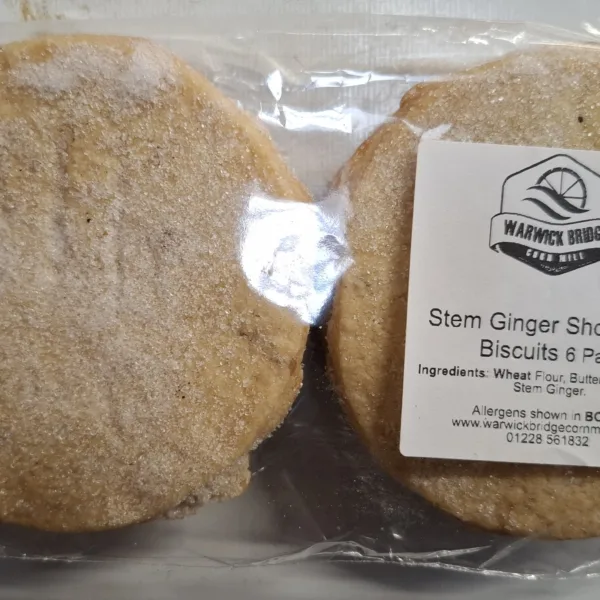 WARWICK BRIDG
CORN MILL
Stem Ginger Sho
Biscuits 6 Pa
Ingredients: Wheat Flour, Butte
Stem Ginger.
Allergens shown in BO
www.warwickbridgecornm
01228 561832